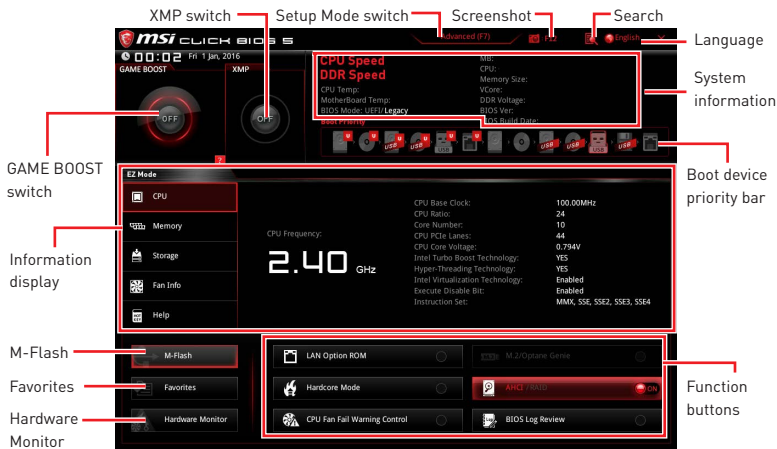 XMP switch
Setup Mode switch
Screenshot
Search
Language
System
information
Boot device
priority bar
Function
buttons
GAME BOOST
switch
Information
display
M-Flash
Favorites
Hardware
Monitor
msi CLICK BIOS 5
Advanced (F7)
F12
English
00:02 Fri 1 Jan, 2016
GAME BOOST
XMP
OFF
OFF
CPU Speed
DDR Speed
CPU Temp:
MotherBoard Temp:
BIOS Mode: UEFI/Legacy
Boot Priority
MB:
CPU:
Memory Size:
VCore:
DDR Voltage:
BIOS Ver:
BIOS Build Date:
U U USB U USB U USB U U USB USB USB USB
?
EZ Mode
CPU
Memory
Storage
Fan Info
Help
CPU Frequency:
2.40 GHz
CPU Base Clock: 100.00MHz
CPU Ratio: 24
Core Number: 10
CPU PCIe Lanes: 44
CPU Core Voltage: 0.794V
Intel Turbo Boost Technology: YES
Hyper-Threading Technology: YES
Intel Virtualization Technology: Enabled
Execute Disable Bit: Enabled
Instruction Set: MMX, SSE, SSE2, SSE3, SSE4
M-Flash
Favorites
Hardware Monitor
LAN Option ROM
M.2/Optane Genie
Hardcore Mode
AHCI /RAID
ON
CPU Fan Fail Warning Control
BIOS Log Review